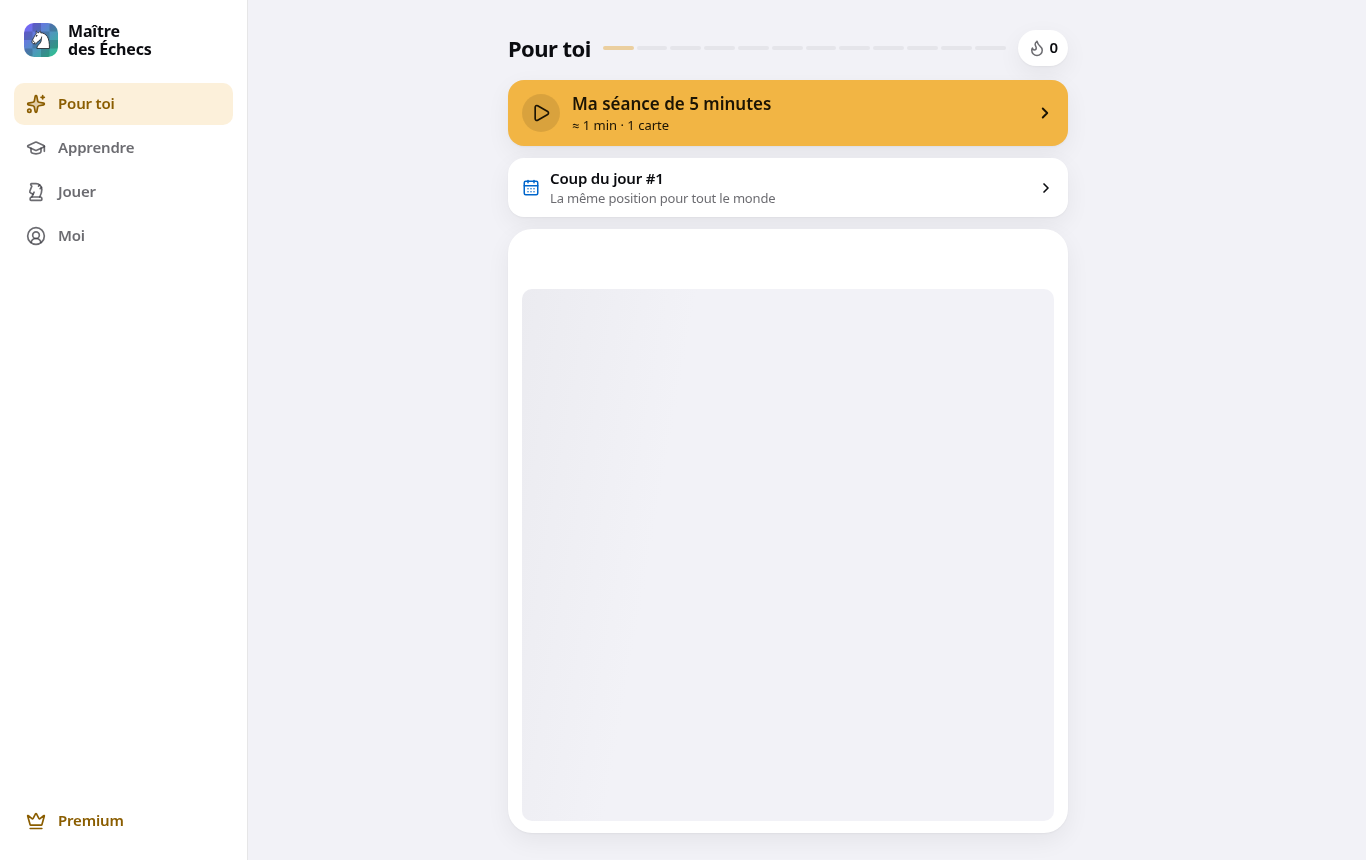 Maître
des Échecs
Pour toi
Apprendre
Jouer
Moi
Premium
Pour toi
0
Ma séance de 5 minutes
≈ 1 min · 1 carte
Coup du jour #1
La même position pour tout le monde